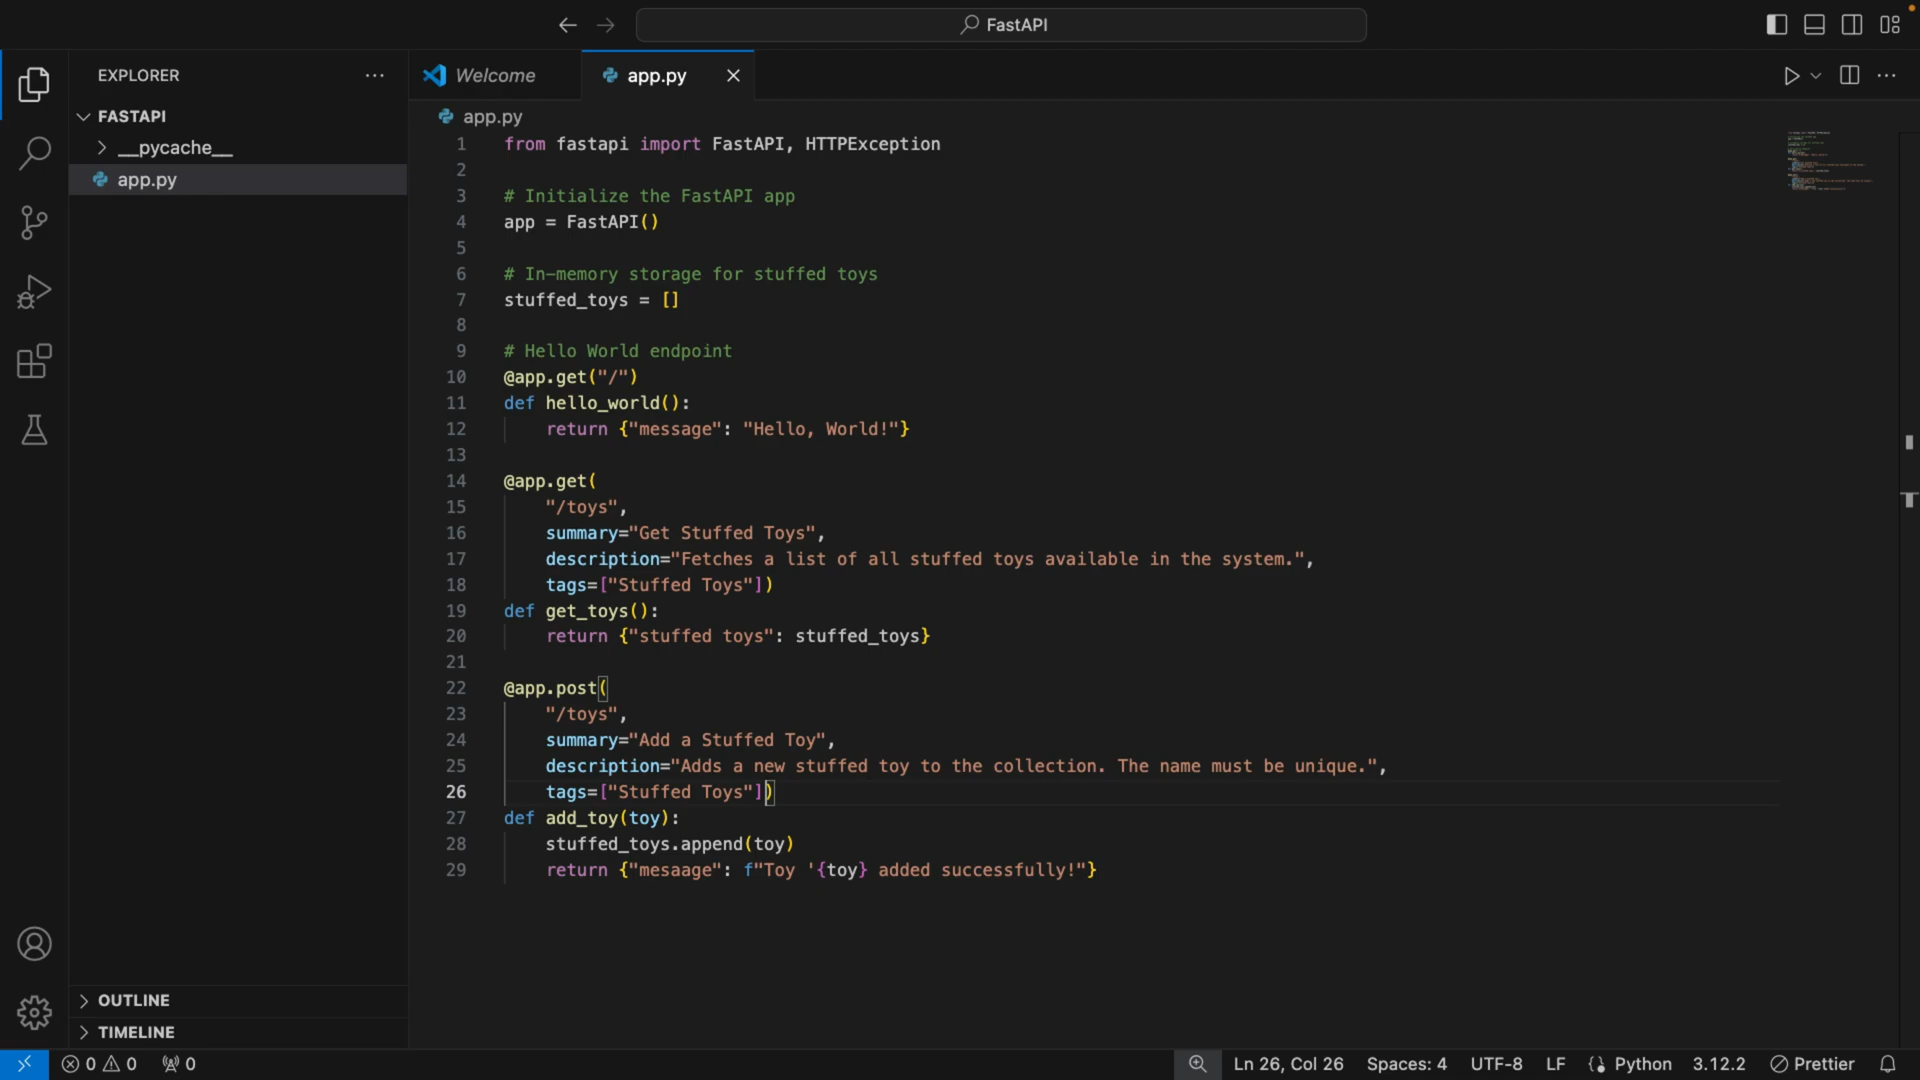 FastAPI
EXPLORER
Welcome
app.py
FASTAPI
__pycache__
app.py
app.py
1 from fastapi import FastAPI, HTTPException
2
3 # Initialize the FastAPI app
4 app = FastAPI()
5
6 # In-memory storage for stuffed toys
7 stuffed_toys = []
8
9 # Hello World endpoint
10 @app.get("/")
11 def hello_world():
12 return {"message": "Hello, World!"}
13
14 @app.get(
15 "/toys",
16 summary="Get Stuffed Toys",
17 description="Fetches a list of all stuffed toys available in the system.",
18 tags=["Stuffed Toys"])
19 def get_toys():
20 return {"stuffed toys": stuffed_toys}
21
22 @app.post(
23 "/toys",
24 summary="Add a Stuffed Toy",
25 description="Adds a new stuffed toy to the collection. The name must be unique.",
26 tags=["Stuffed Toys"])
27 def add_toy(toy):
28 stuffed_toys.append(toy)
29 return {"mesaage": f"Toy '{toy} added successfully!"}
OUTLINE
TIMELINE
0 0 0 Ln 26, Col 26 Spaces: 4 UTF-8 LF Python 3.12.2 Prettier